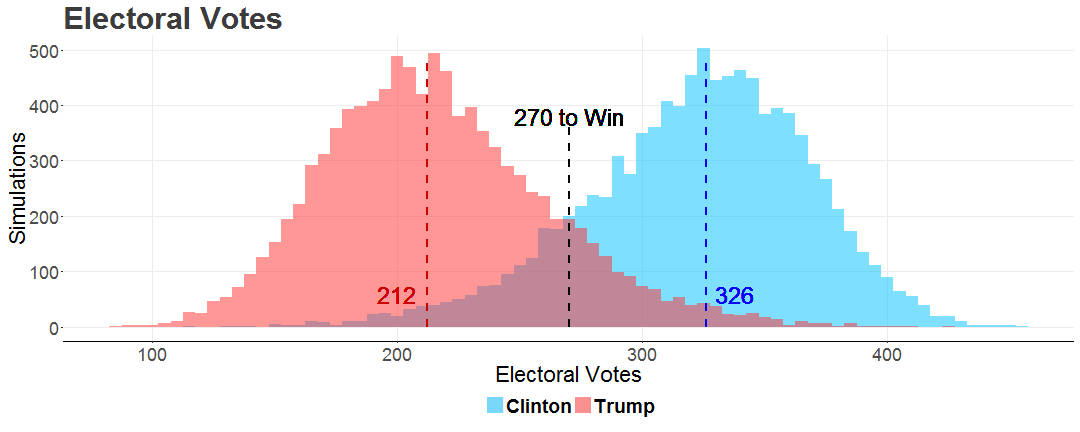 Electoral Votes
500
400
300
200
100
0
Simulations
270 to Win
212
326
100 200 300 400
Electoral Votes
Clinton Trump